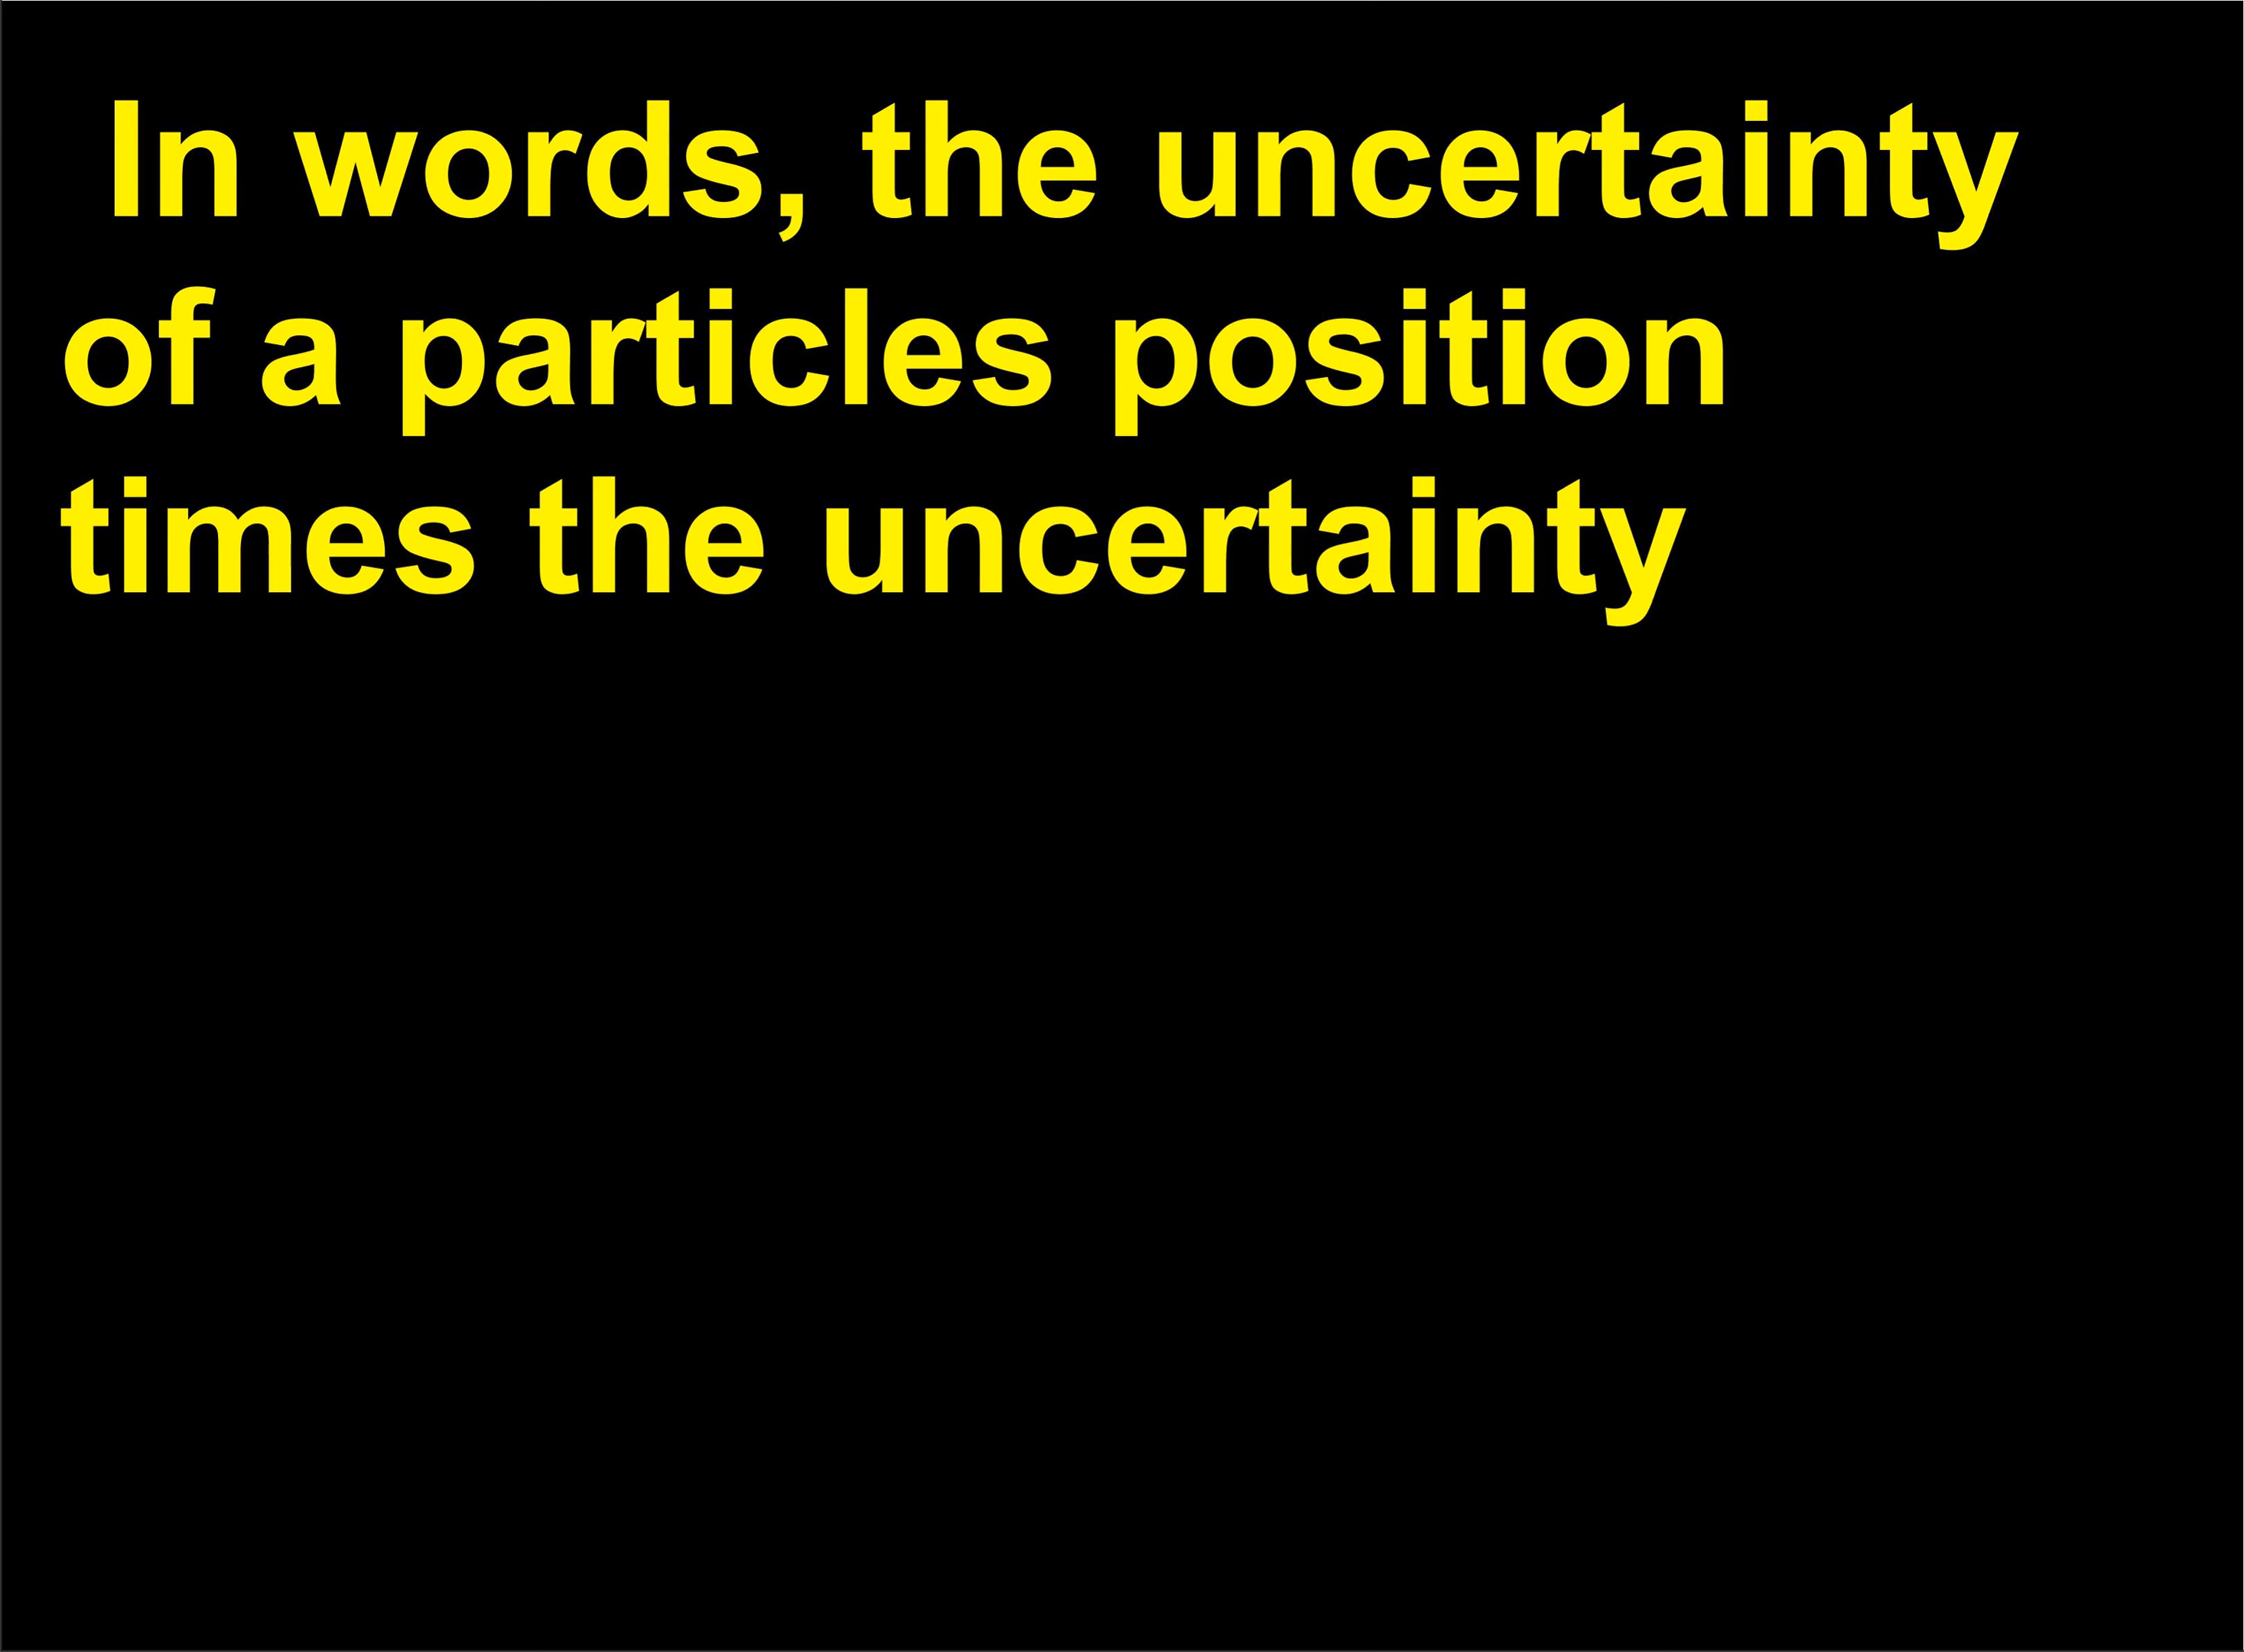 In words, the uncertainty
of a particles position
times the uncertainty